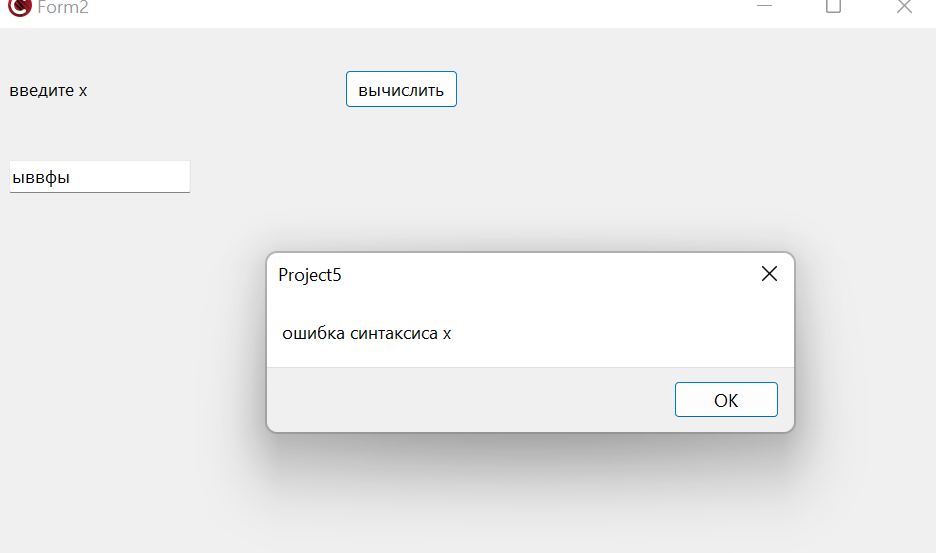 Form2
введите x
вычислить
ыввфы
Project5
ошибка синтаксиса x
OK